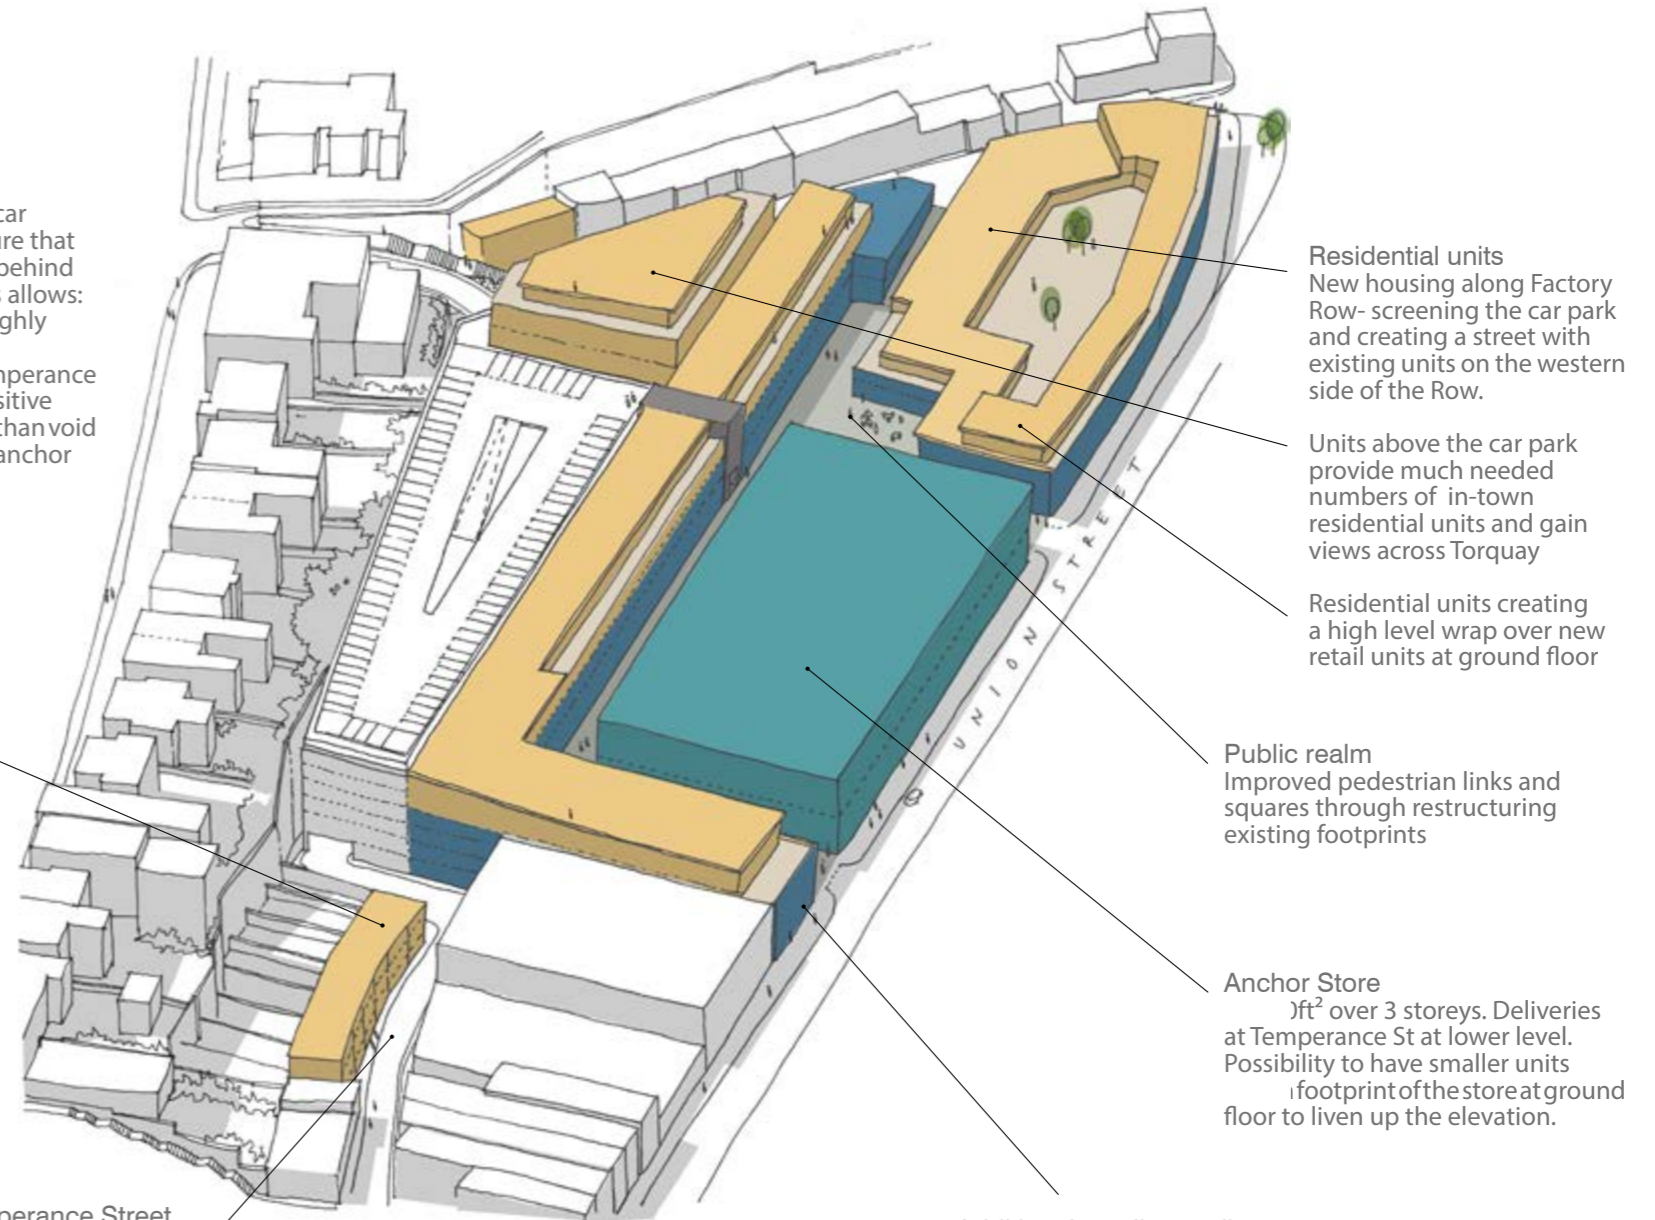 car
re that
behind
s allows:
ghly
nperance
sitive
than void
anchor
Residential units
New housing along Factory
Row- screening the car park
and creating a street with
existing units on the western
side of the Row.
Units above the car park
provide much needed
numbers of in-town
residential units and gain
views across Torquay
Residential units creating
a high level wrap over new
retail units at ground floor
UNION STREET
Public realm
Improved pedestrian links and
squares through restructuring
existing footprints
Anchor Store
ft² over 3 storeys. Deliveries
at Temperance St at lower level.
Possibility to have smaller units
footprint of the store at ground
floor to liven up the elevation.
perance Street